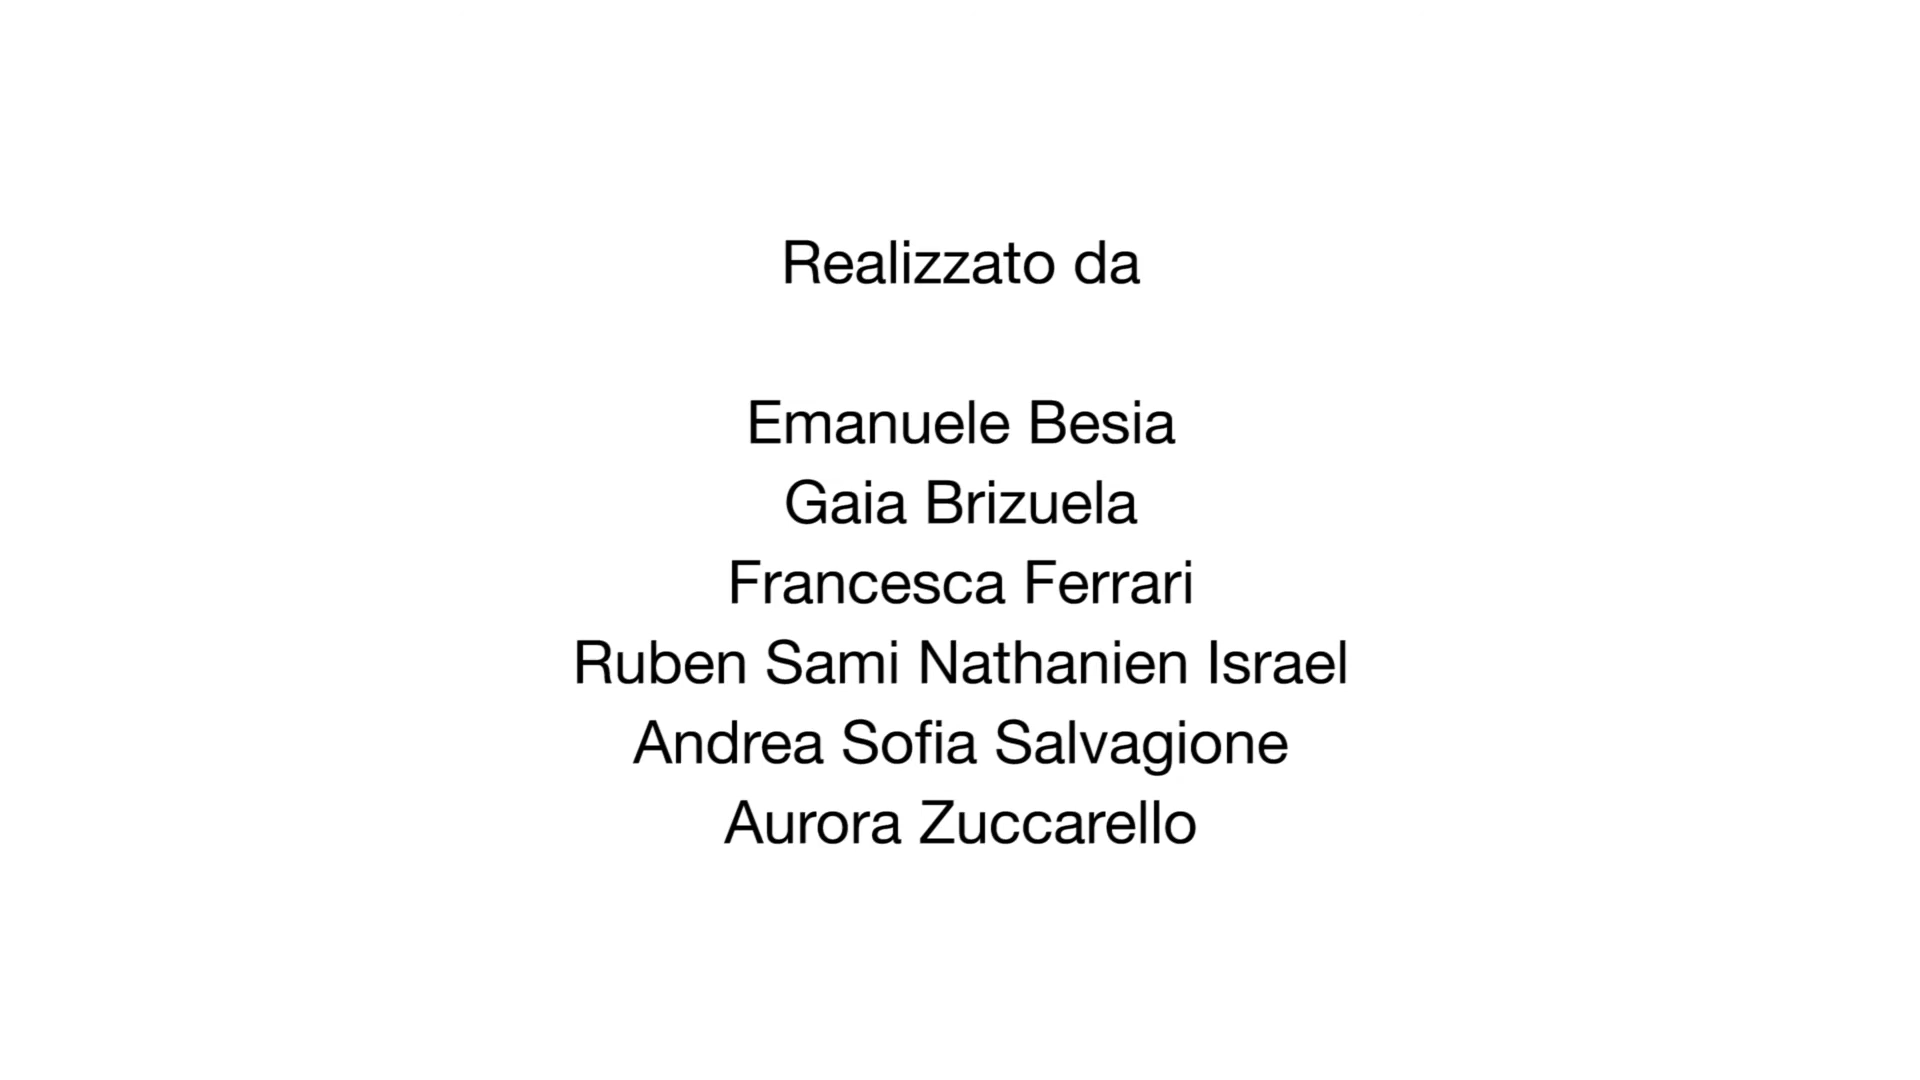 Realizzato da
Emanuele Besia
Gaia Brizuela
Francesca Ferrari
Ruben Sami Nathanien Israel
Andrea Sofia Salvagione
Aurora Zuccarello